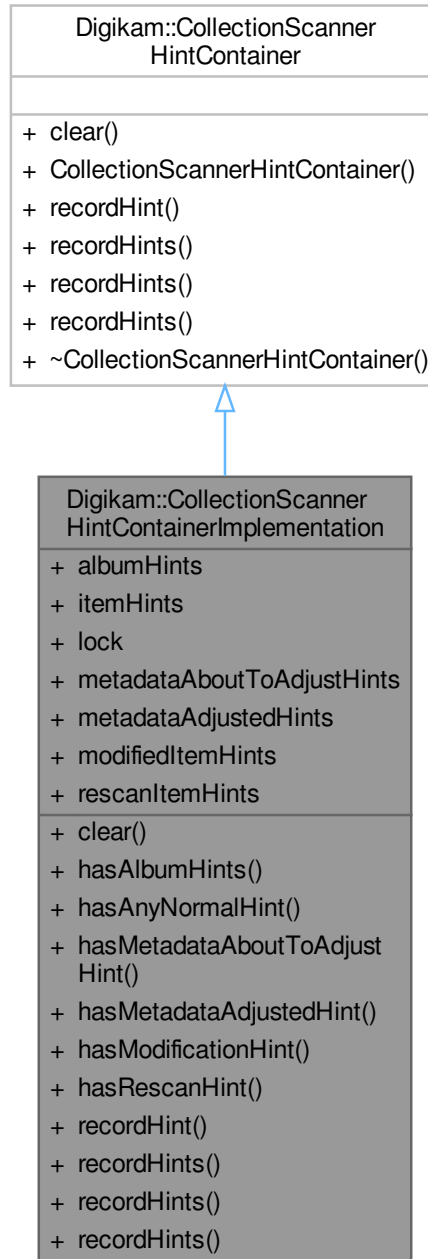 Digikam::CollectionScanner
HintContainer
+ clear()
+ CollectionScannerHintContainer()
+ recordHint()
+ recordHints()
+ recordHints()
+ recordHints()
+ ~CollectionScannerHintContainer()
Digikam::CollectionScanner
HintContainerImplementation
+ albumHints
+ itemHints
+ lock
+ metadataAboutToAdjustHints
+ metadataAdjustedHints
+ modifiedItemHints
+ rescanItemHints
+ clear()
+ hasAlbumHints()
+ hasAnyNormalHint()
+ hasMetadataAboutToAdjust
Hint()
+ hasMetadataAdjustedHint()
+ hasModificationHint()
+ hasRescanHint()
+ recordHint()
+ recordHints()
+ recordHints()
+ recordHints()